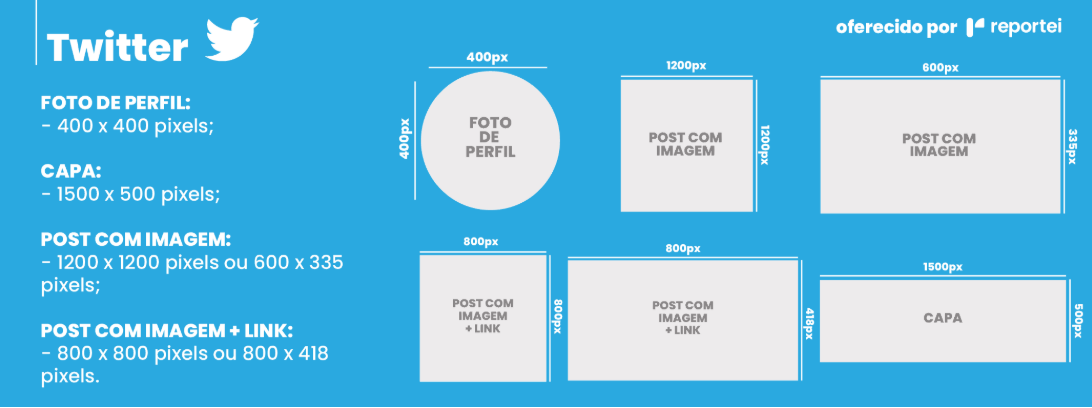 Twitter
oferecido por reportei
FOTO DE PERFIL:
- 400 x 400 pixels;
CAPA:
- 1500 x 500 pixels;
POST COM IMAGEM:
- 1200 x 1200 pixels ou 600 x 335
pixels;
POST COM IMAGEM + LINK:
- 800 x 800 pixels ou 800 x 418
pixels.
400px
400px
FOTO
DE
PERFIL
1200px
1200px
POST COM
IMAGEM
600px
335px
POST COM
IMAGEM
800px
800px
POST COM
IMAGEM
+ LINK
800px
418px
POST COM
IMAGEM
+ LINK
1500px
500px
CAPA